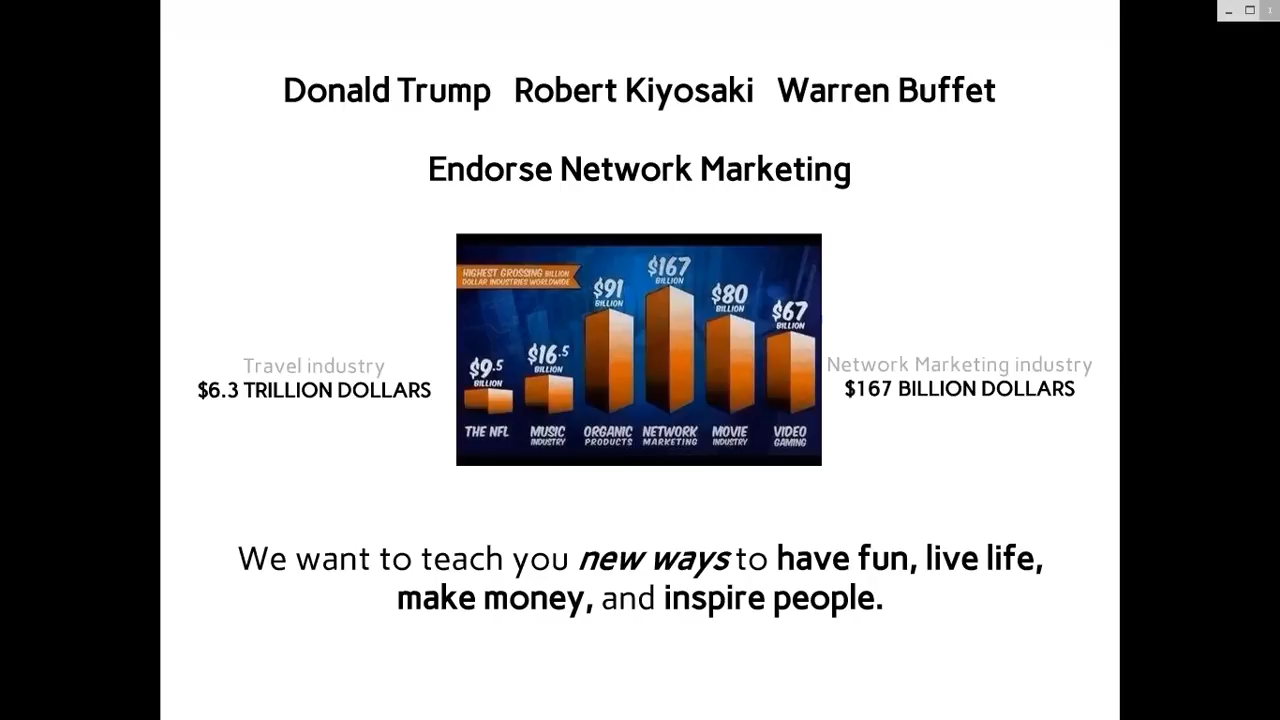 Donald Trump Robert Kiyosaki Warren Buffet
Endorse Network Marketing
HIGHEST GROSSING BILLION
DOLLAR INDUSTRIES WORLDWIDE
$9.5
BILLION
THE NFL
$16.5
BILLION
MUSIC
INDUSTRY
$91
BILLION
ORGANIC
PRODUCTS
$167
BILLION
NETWORK
MARKETING
$80
BILLION
MOVIE
INDUSTRY
$67
BILLION
VIDEO
GAMING
Travel industry
$6.3 TRILLION DOLLARS
Network Marketing industry
$167 BILLION DOLLARS
We want to teach you new ways to have fun, live life,
make money, and inspire people.